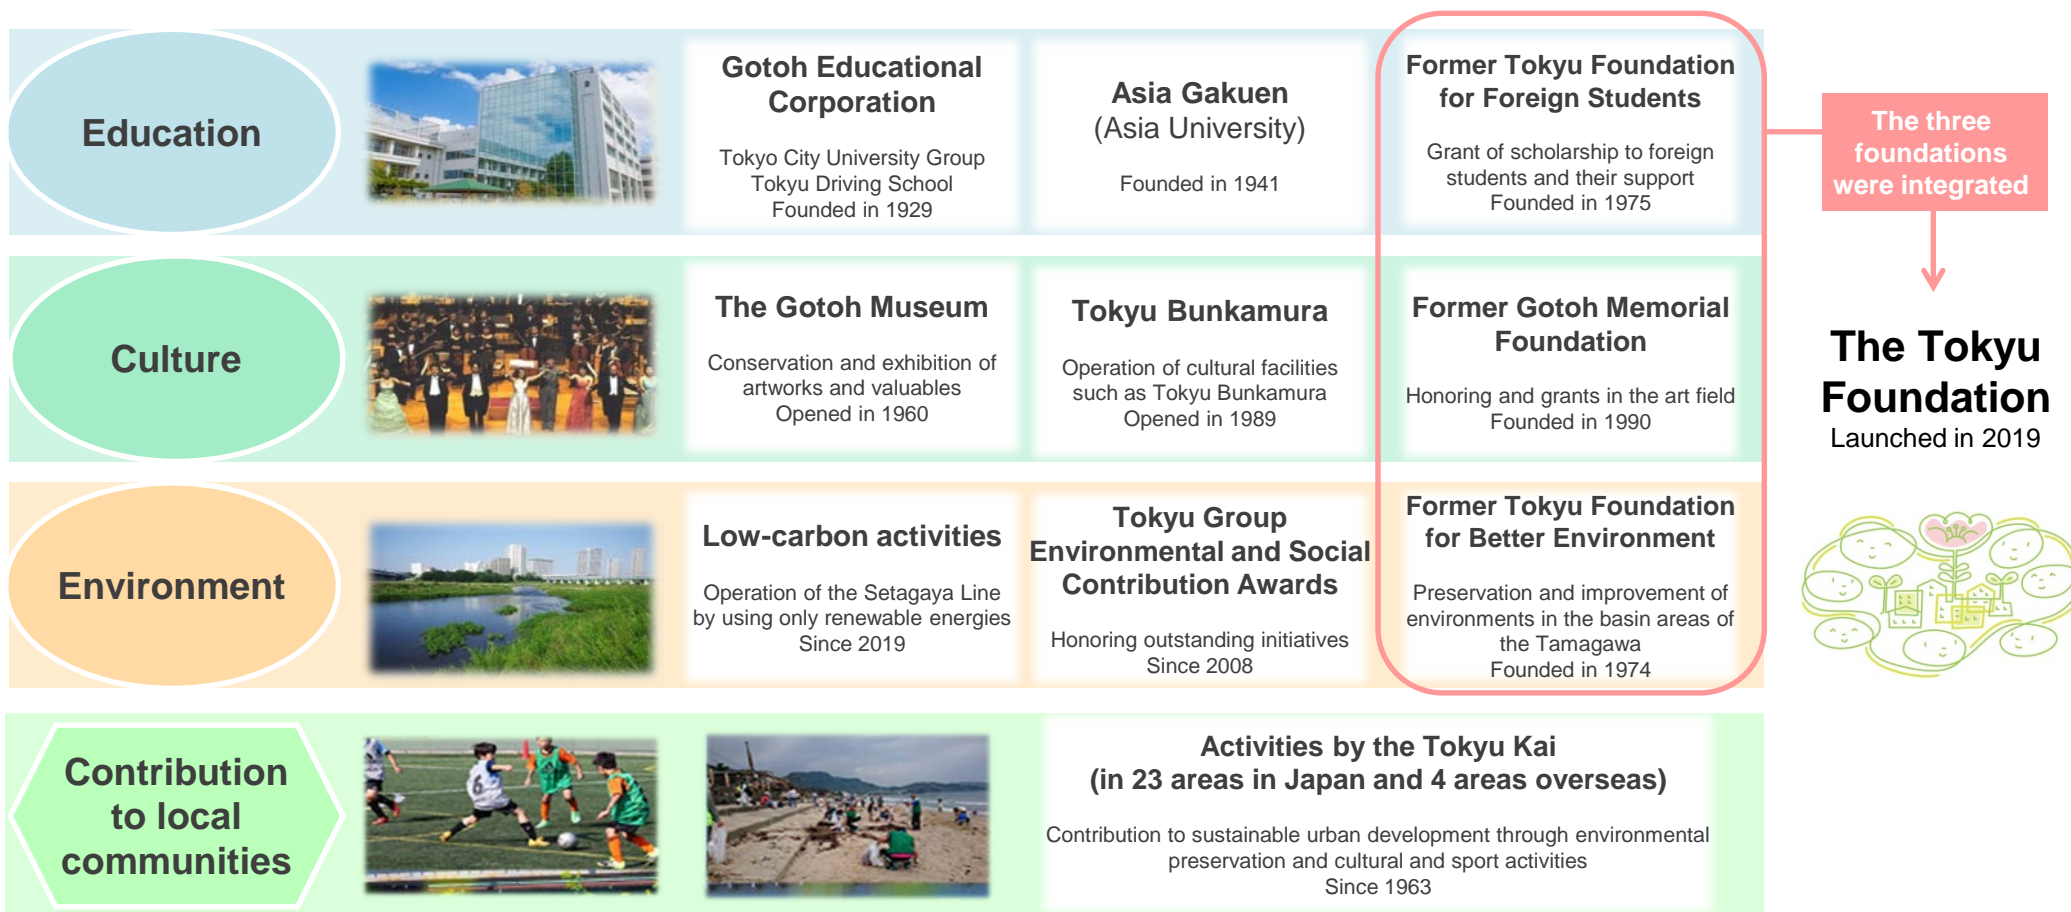 Education
Gotoh Educational
Corporation
Tokyo City University Group
Tokyu Driving School
Founded in 1929
Asia Gakuen
(Asia University)
Founded in 1941
Former Tokyu Foundation
for Foreign Students
Grant of scholarship to foreign
students and their support
Founded in 1975
The three
foundations
were integrated
Culture
The Gotoh Museum
Conservation and exhibition of
artworks and valuables
Opened in 1960
Tokyu Bunkamura
Operation of cultural facilities
such as Tokyu Bunkamura
Opened in 1989
Former Gotoh Memorial
Foundation
Honoring and grants in the art field
Founded in 1990
The Tokyu
Foundation
Launched in 2019
Environment
Low-carbon activities
Operation of the Setagaya Line
by using only renewable energies
Since 2019
Tokyu Group
Environmental and Social
Contribution Awards
Honoring outstanding initiatives
Since 2008
Former Tokyu Foundation
for Better Environment
Preservation and improvement of
environments in the basin areas of
the Tamagawa
Founded in 1974
Contribution
to local
communities
Activities by the Tokyu Kai
(in 23 areas in Japan and 4 areas overseas)
Contribution to sustainable urban development through environmental
preservation and cultural and sport activities
Since 1963